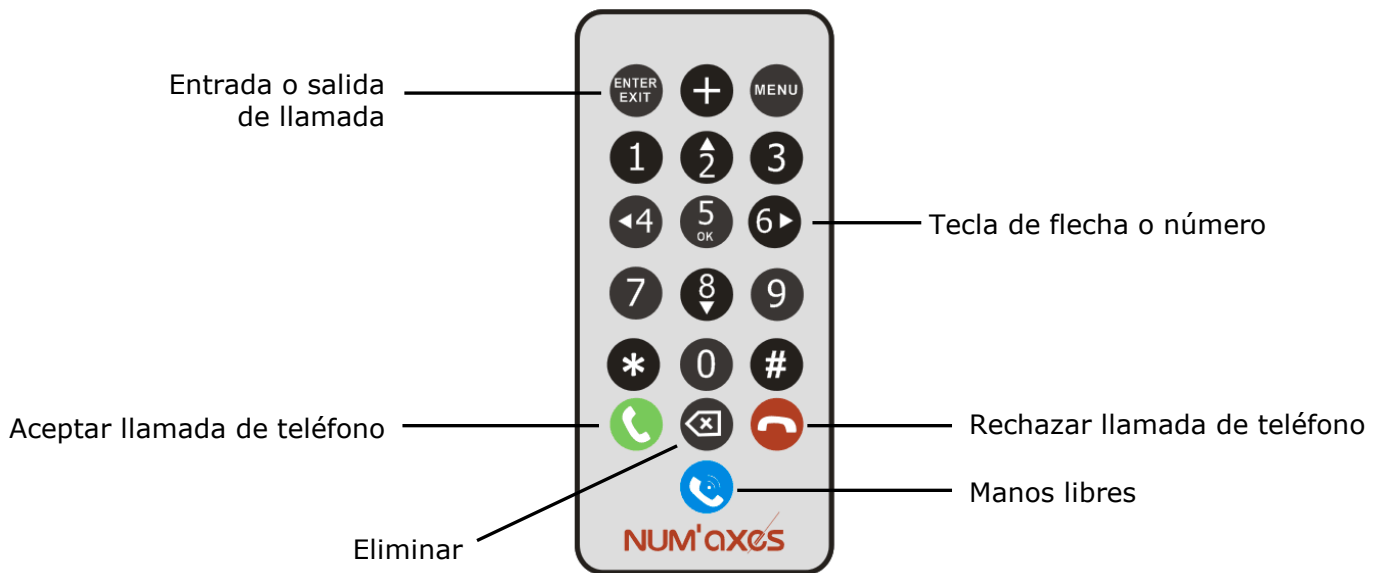 Entrada o salida
de llamada
ENTER
EXIT
+
MENU
1
2
3
4
5
OK
6
Tecla de flecha o número
7
8
9
*
0
#
Aceptar llamada de teléfono
Rechazar llamada de teléfono
Manos libres
Eliminar
NUM'axes